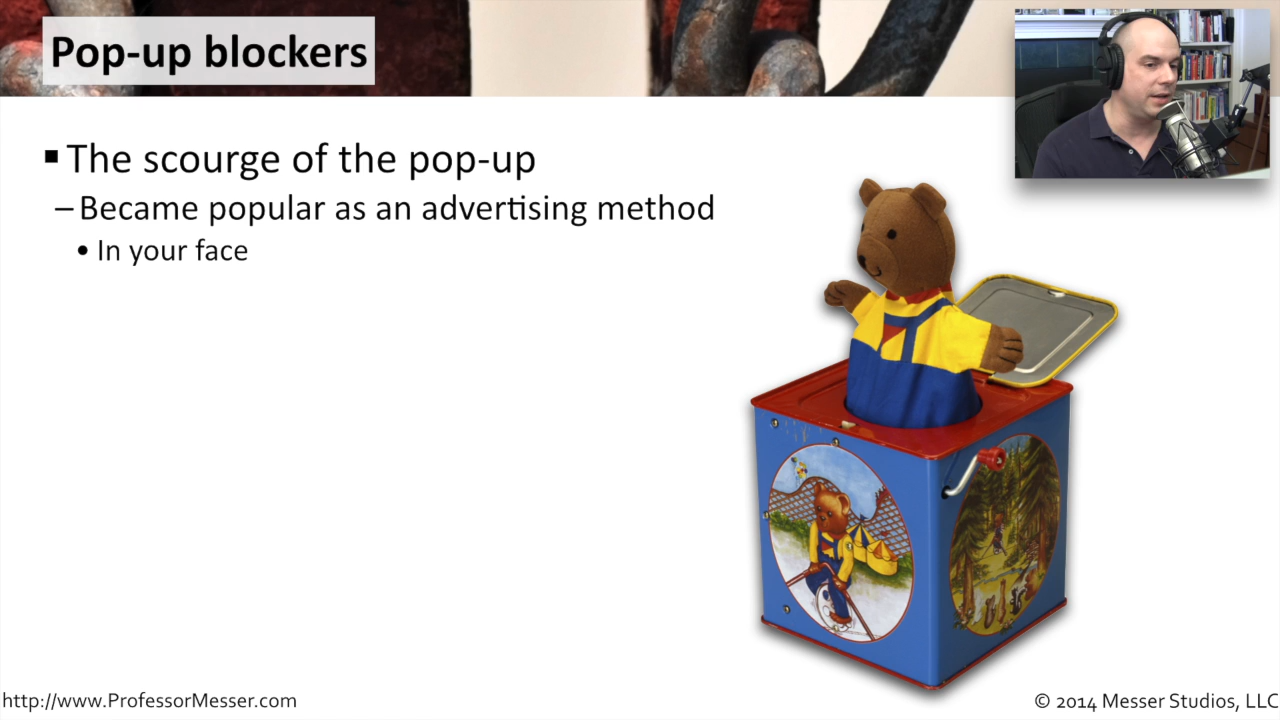 Pop-up blockers
▪ The scourge of the pop-up
– Became popular as an advertising method
• In your face
http://www.ProfessorMesser.com
© 2014 Messer Studios, LLC